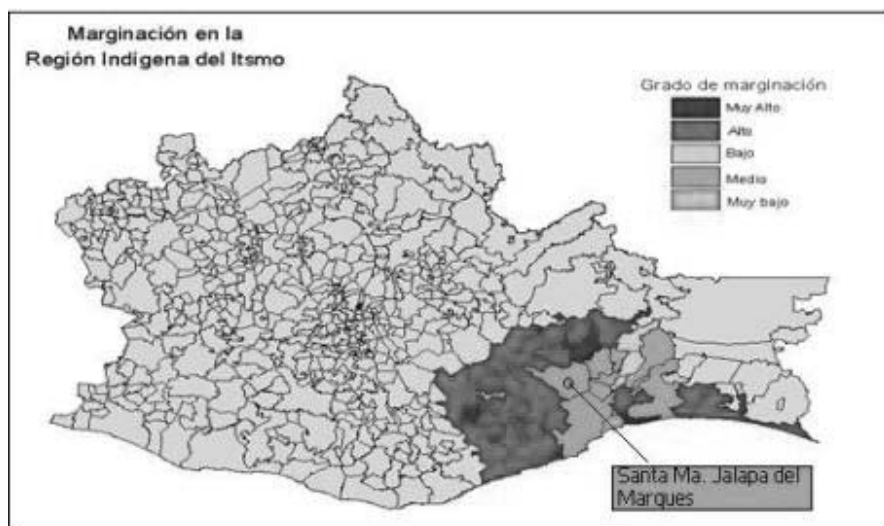 Marginación en la
Región Indígena del Itsmo
Grado de marginación
Muy Alto
Alto
Bajo
Medio
Muy bajo
Santa Ma. Jalapa del
Marques